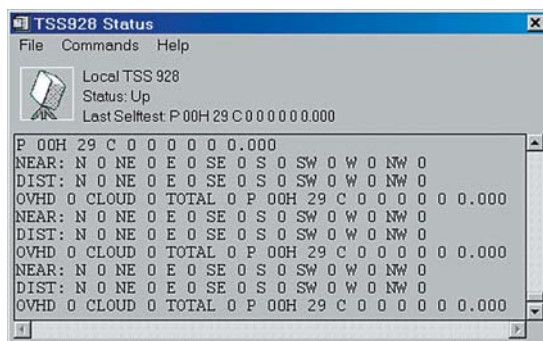 TSS928 Status
File Commands Help
Local TSS 928
Status: Up
Last Selftest: P 00H 29 C 0 0 0 0 0 0.000
P 00H 29 C 0 0 0 0 0 0.000
NEAR: N 0 NE 0 E 0 SE 0 S 0 SW 0 W 0 NW 0
DIST: N 0 NE 0 E 0 SE 0 S 0 SW 0 W 0 NW 0
OVHD 0 CLOUD 0 TOTAL 0 P 00H 29 C 0 0 0 0 0 0.000
NEAR: N 0 NE 0 E 0 SE 0 S 0 SW 0 W 0 NW 0
DIST: N 0 NE 0 E 0 SE 0 S 0 SW 0 W 0 NW 0
OVHD 0 CLOUD 0 TOTAL 0 P 00H 29 C 0 0 0 0 0 0.000
NEAR: N 0 NE 0 E 0 SE 0 S 0 SW 0 W 0 NW 0
DIST: N 0 NE 0 E 0 SE 0 S 0 SW 0 W 0 NW 0
OVHD 0 CLOUD 0 TOTAL 0 P 00H 29 C 0 0 0 0 0 0.000